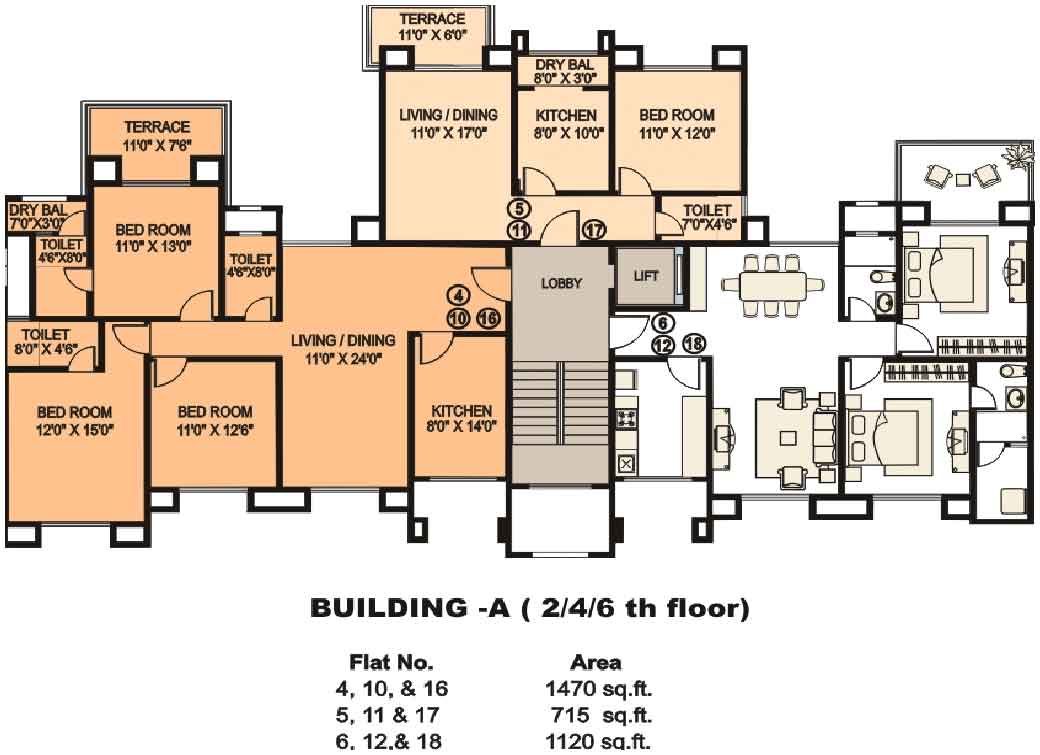 TERRACE
11'0" X 6'0"
DRY BAL
8'0" X 3'0"
LIVING / DINING
11'0" X 17'0"
KITCHEN
8'0" X 10'0"
BED ROOM
11'0" X 12'0"
TERRACE
11'0" X 7'6"
DRY BAL
7'0"X3'0"
TOILET
4'6"X8'0"
BED ROOM
11'0" X 13'0"
TOILET
4'6"X8'0"
5
11
17
TOILET
7'0"X4'6"
LOBBY
LIFT
4
10
16
6
12
18
TOILET
8'0" X 4'6"
LIVING / DINING
11'0" X 24'0"
BED ROOM
12'0" X 15'0"
BED ROOM
11'0" X 12'6"
KITCHEN
8'0" X 14'0"
BUILDING -A ( 2/4/6 th floor)
Flat No. Area
4, 10, & 16 1470 sq.ft.
5, 11 & 17 715 sq.ft.
6, 12,& 18 1120 sq.ft.